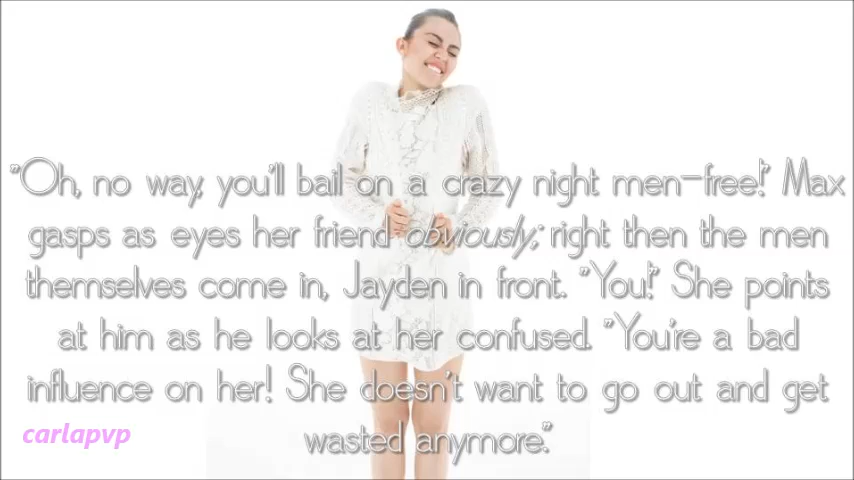 "Oh, no way, you'll bail on a crazy night men-free!" Max
gasps as eyes her friend obviously; right then the men
themselves come in, Jayden in front. "You!" She points
at him as he looks at her confused. "You're a bad
influence on her! She doesn't want to go out and get
wasted anymore."
carlapvp